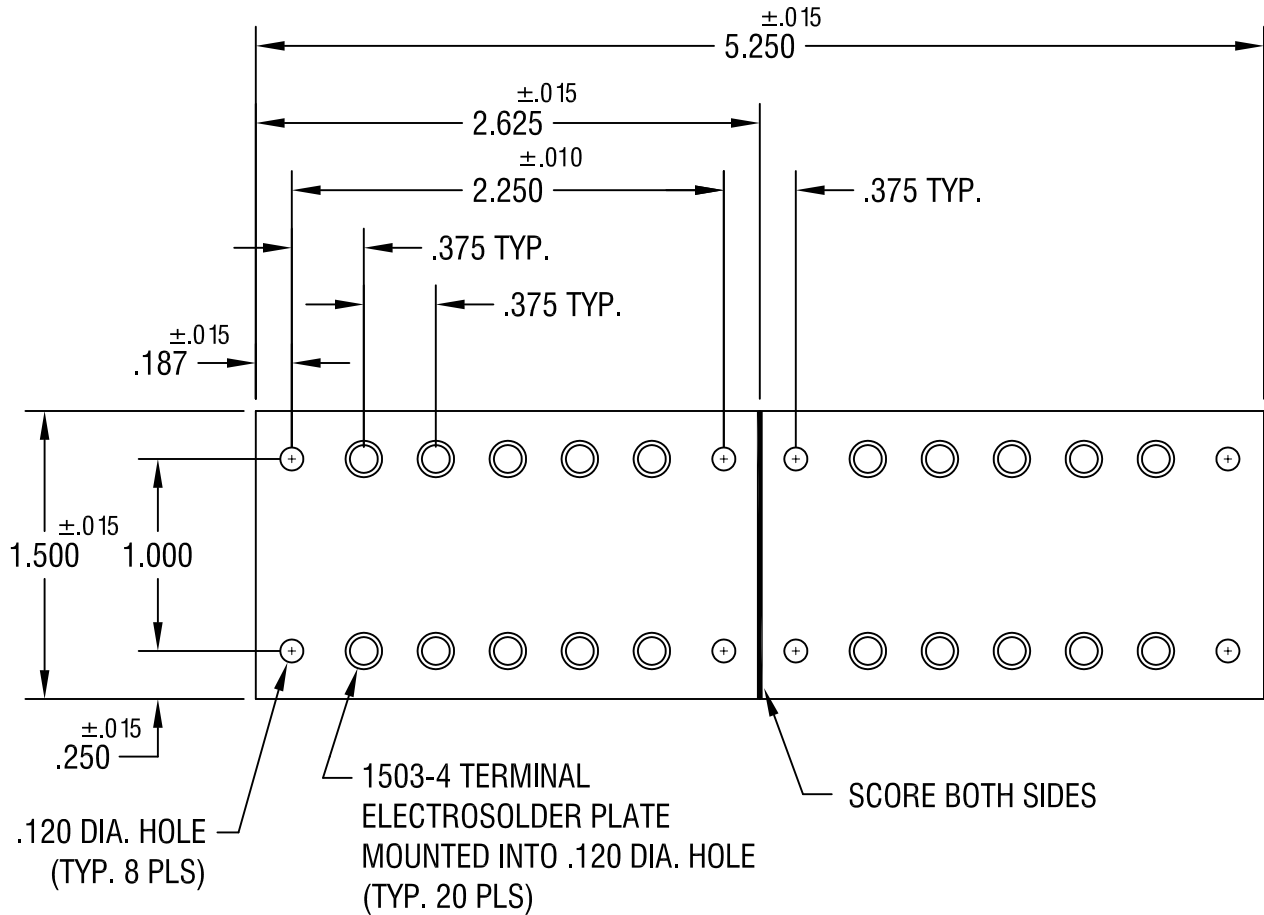 ±.015
5.250
±.015
2.625
±.010
2.250
.375 TYP.
.375 TYP.
.375 TYP.
±.015
.187
±.015
1.500
1.000
±.015
.250
.120 DIA. HOLE
(TYP. 8 PLS)
1503-4 TERMINAL
ELECTROSOLDER PLATE
MOUNTED INTO .120 DIA. HOLE
(TYP. 20 PLS)
SCORE BOTH SIDES